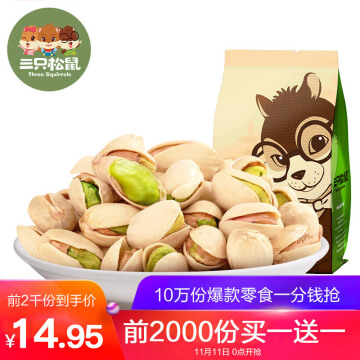 三只松鼠
Three Squirrels
10万份爆款零食一分钱抢
前2千份到手价
¥14.95
前2000份买一送一
11月11日 0点开抢